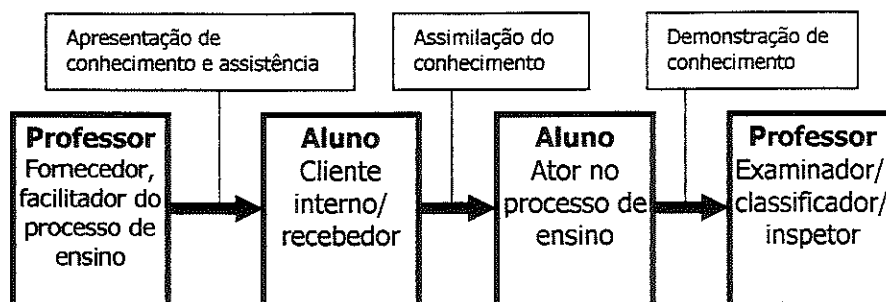 Apresentação de
conhecimento e assistência
Assimilação do
conhecimento
Demonstração de
conhecimento
Professor
Fornecedor,
facilitador do
processo de
ensino
Aluno
Cliente
interno/
recebedor
Aluno
Ator no
processo de
ensino
Professor
Examinador/
classificador/
inspetor